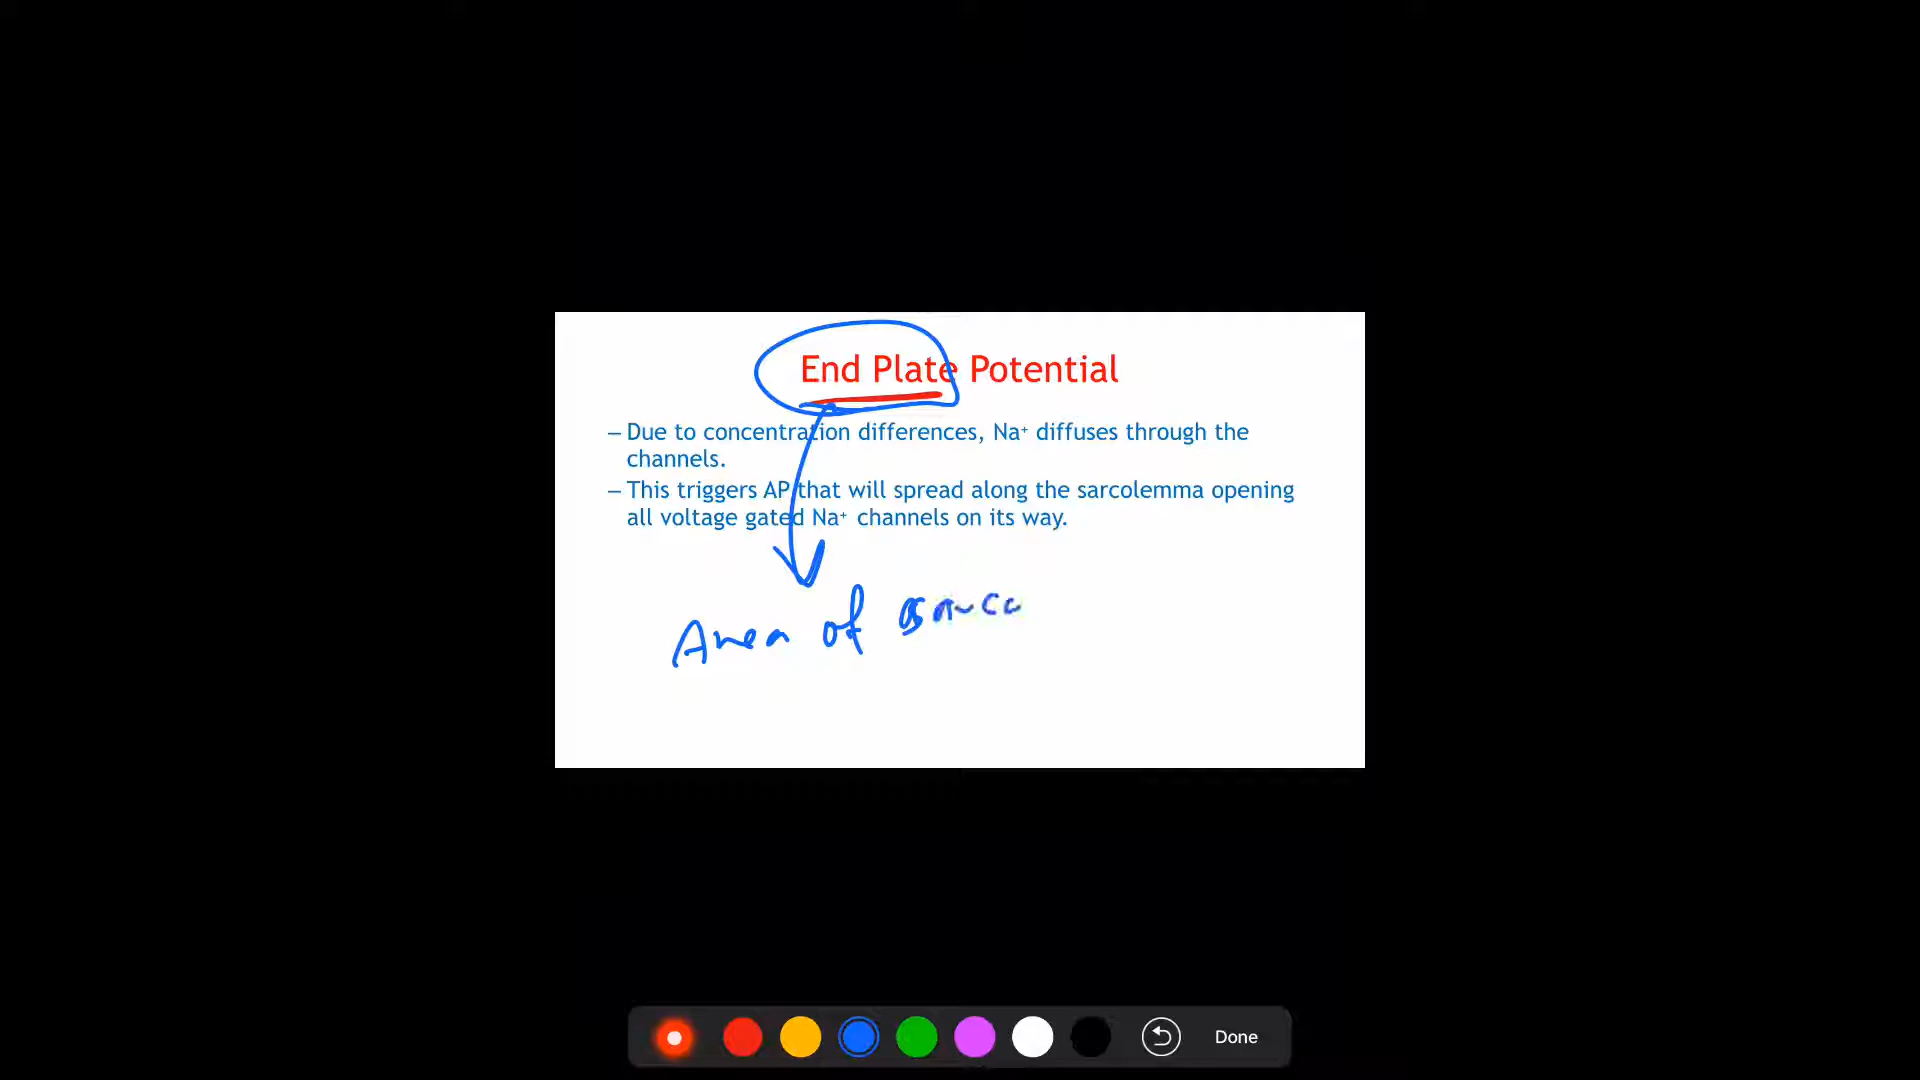 End Plate Potential
– Due to concentration differences, Na⁺ diffuses through the
channels.
– This triggers AP that will spread along the sarcolemma opening
all voltage gated Na⁺ channels on its way.
Area of
Done